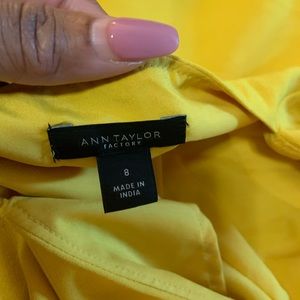 ANN TAYLOR
FACTORY
8
MADE IN
INDIA